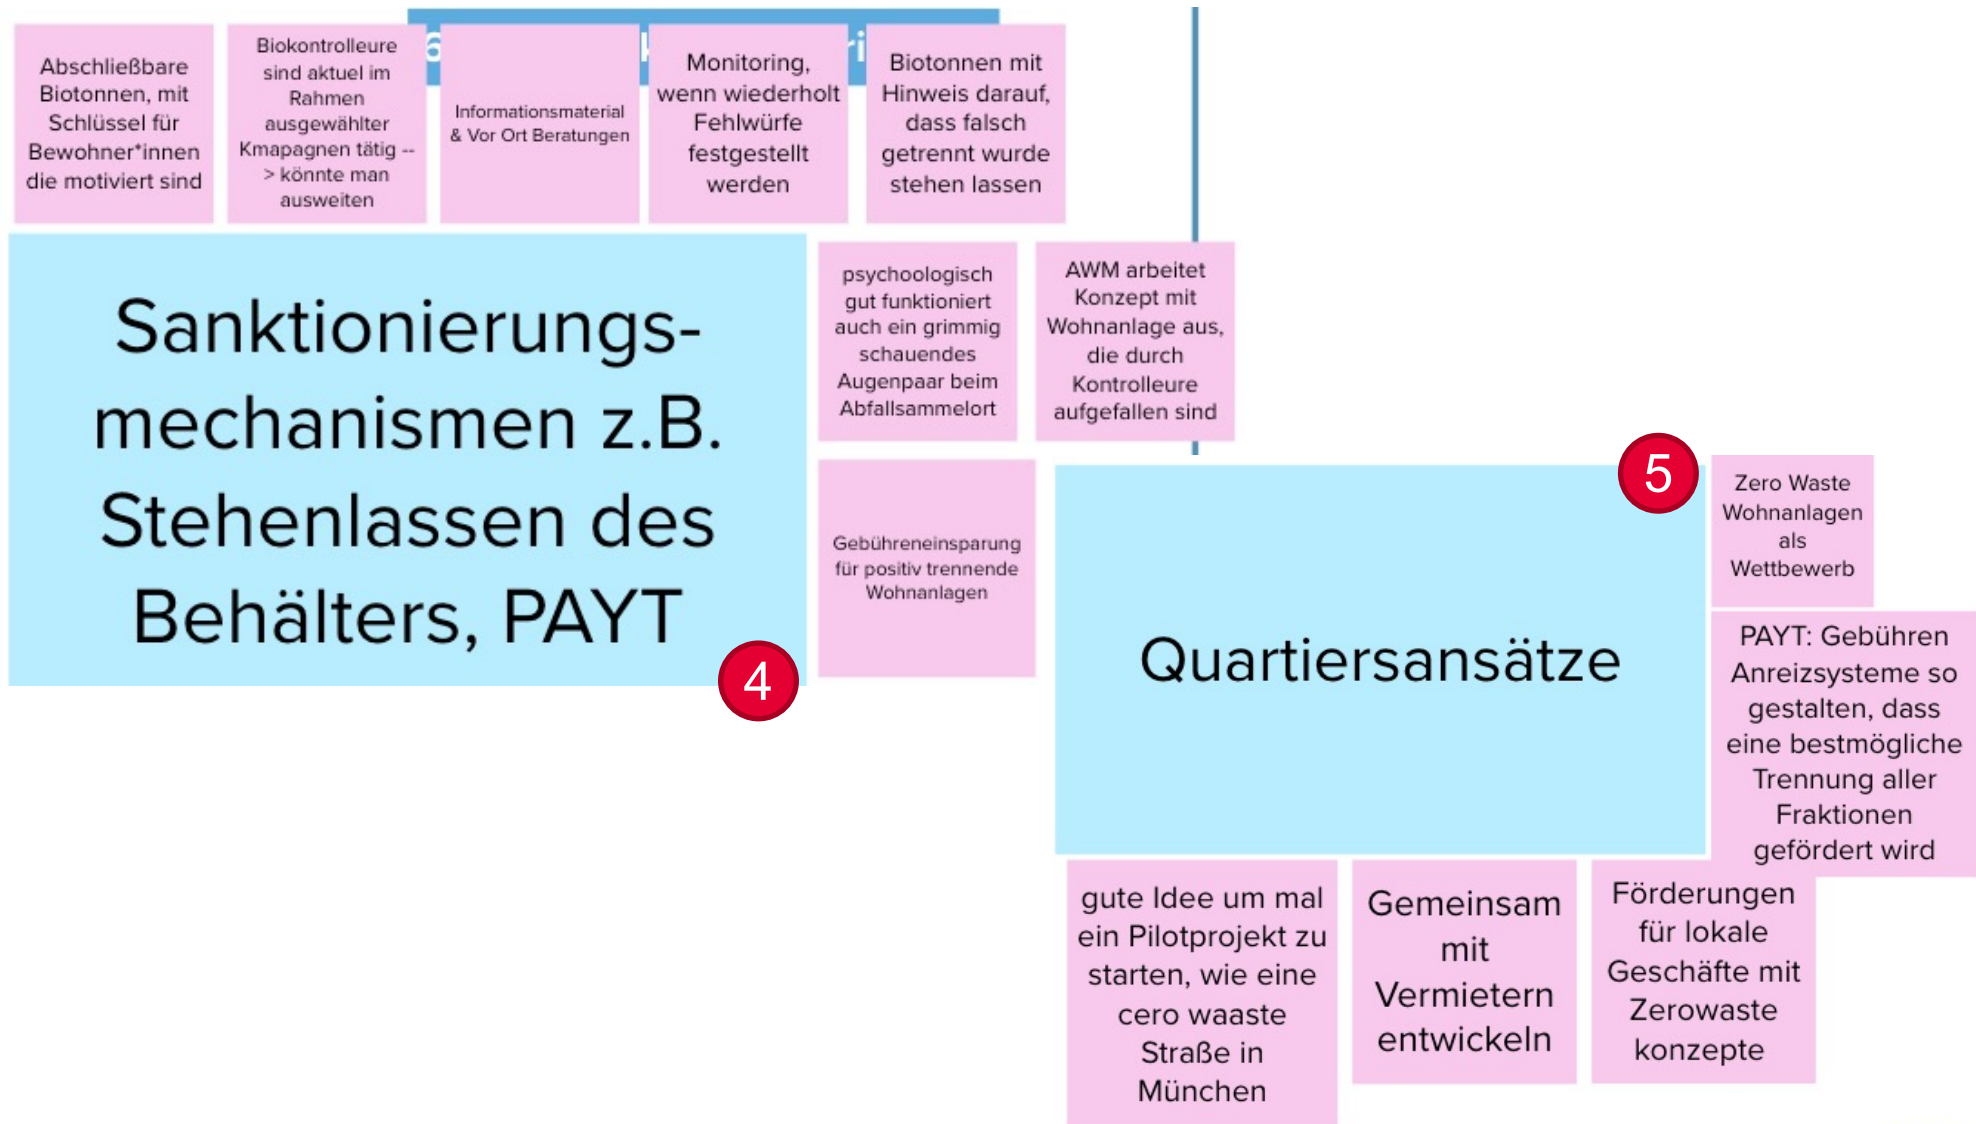 Abschließbare
Biotonnen, mit
Schlüssel für
Bewohner*innen
die motiviert sind
Biokontrolleure
sind aktuel im
Rahmen
ausgewählter
Kmapagnen tätig --
> könnte man
ausweiten
Informationsmaterial
& Vor Ort Beratungen
Monitoring,
wenn wiederholt
Fehlwürfe
festgestellt
werden
Biotonnen mit
Hinweis darauf,
dass falsch
getrennt wurde
stehen lassen
Sanktionierungs-
mechanismen z.B.
Stehenlassen des
Behälters, PAYT
4
psychoologisch
gut funktioniert
auch ein grimmig
schauendes
Augenpaar beim
Abfallsammelort
AWM arbeitet
Konzept mit
Wohnanlage aus,
die durch
Kontrolleure
aufgefallen sind
Gebühreneinsparung
für positiv trennende
Wohnanlagen
5
Quartiersansätze
Zero Waste
Wohnanlagen
als
Wettbewerb
PAYT: Gebühren
Anreizsysteme so
gestalten, dass
eine bestmögliche
Trennung aller
Fraktionen
gefördert wird
gute Idee um mal
ein Pilotprojekt zu
starten, wie eine
cero waaste
Straße in
München
Gemeinsam
mit
Vermietern
entwickeln
Förderungen
für lokale
Geschäfte mit
Zerowaste
konzepte